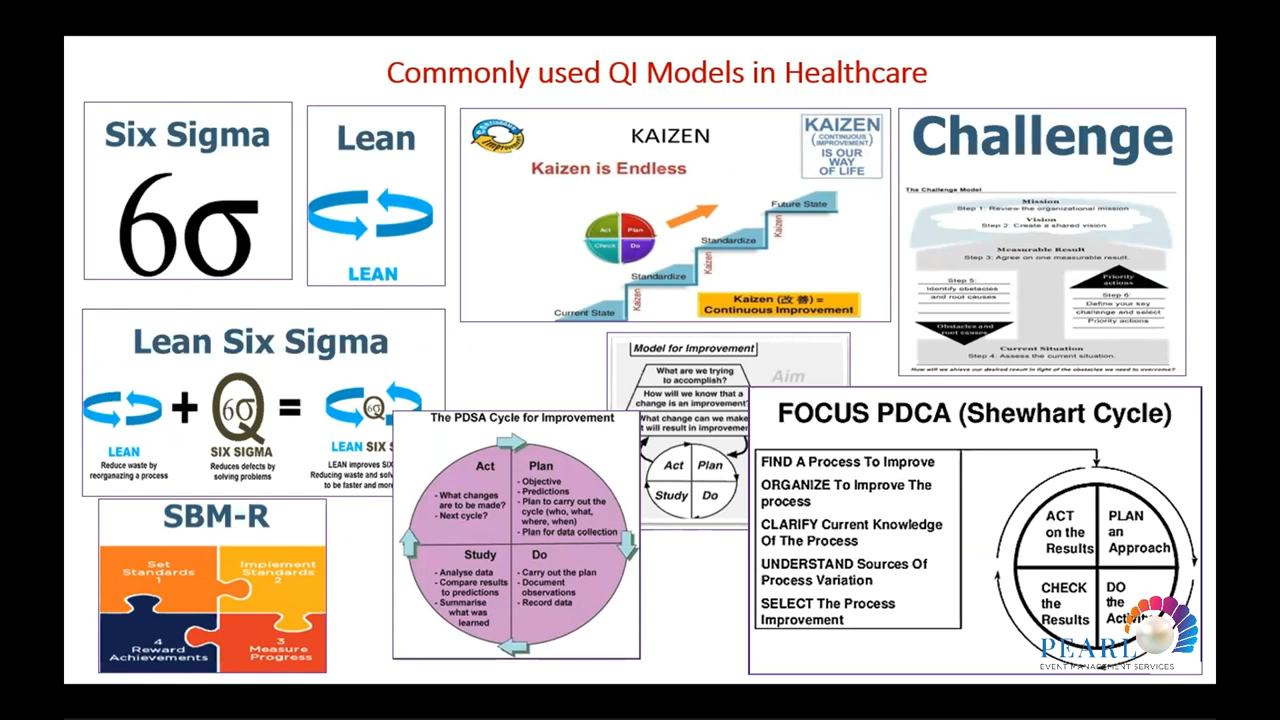 Commonly used QI Models in Healthcare
Six Sigma
6σ
Lean
LEAN
KAIZEN
Kaizen is Endless
KAIZEN
( CONTINUOUS
IMPROVEMENT)
IS OUR
WAY
OF LIFE
Act
Plan
Check
Do
Current State
Kaizen
Standardize
Kaizen
Standardize
Kaizen
Future State
Kaizen (改 善) =
Continuous Improvement
Challenge
The Challenge Model
Mission
Step 1: Review the organizational mission
Vision
Step 2: Create a shared vision
Measurable Result
Step 3: Agree on one measurable result.
Step 5:
Identify obstacles
and root causes
Obstacles and
root causes
Priority
actions
Step 6:
Define your key
challenge and select
Priority actions
Current Situation
Step 4: Assess the current situation.
How will we achieve our desired result in light of the obstacles we need to overcome?
Lean Six Sigma
+
6σ
=
6σ
LEAN
Reduce waste by
reorganazing a process
SIX SIGMA
Reduces defects by
solving problems
LEAN SIX S
LEAN improves SIX
Reducing waste and solv
to be faster and more
Model for Improvement
What are we trying
to accomplish?
Aim
How will we know that a
change is an improvement?
What change can we make
t will result in improvemen
Act
Plan
Study
Do
The PDSA Cycle for Improvement
Act
- What changes
are to be made?
- Next cycle?
Plan
- Objective
- Predictions
- Plan to carry out the
cycle (who, what,
where, when)
- Plan for data collection
Study
- Analyse data
- Compare results
to predictions
- Summarise
what was
learned
Do
- Carry out the plan
- Document
observations
- Record data
FOCUS PDCA (Shewhart Cycle)
FIND A Process To Improve
ORGANIZE To Improve The
process
CLARIFY Current Knowledge
Of The Process
UNDERSTAND Sources Of
Process Variation
SELECT The Process
Improvement
ACT
on the
Results
PLAN
an
Approach
CHECK
the
Results
DO
the
SBM-R
Set
Standards
1
Implement
Standards
2
4
Reward
Achievements
3
Measure
Progress
PEARL
EVENT MANAGEMENT SERVICES